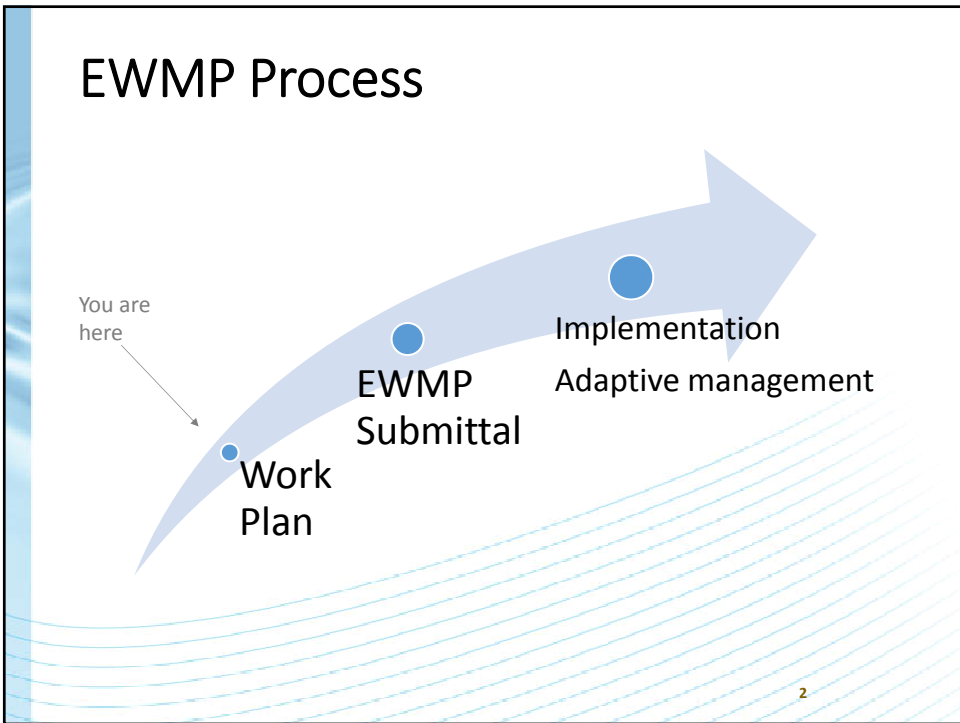 EWMP Process
You are
here
Work
Plan
EWMP
Submittal
Implementation
Adaptive management
2